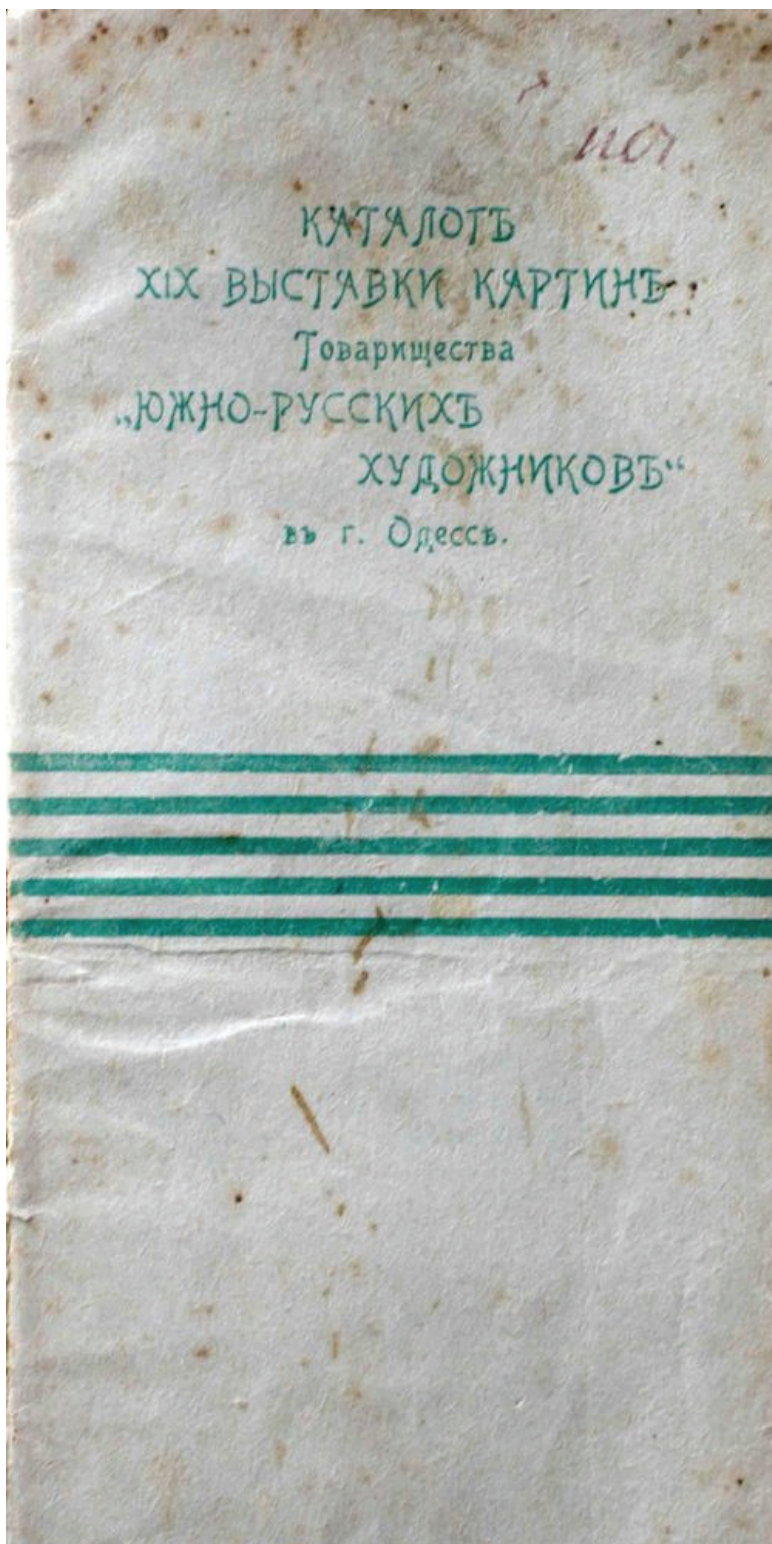 КАТАЛОГЪ
XIX ВЫСТАВКИ КАРТИНЪ
Товарищества
„ЮЖНО-РУССКИХЪ
ХУДОЖНИКОВЪ“
въ г. Одессѣ.